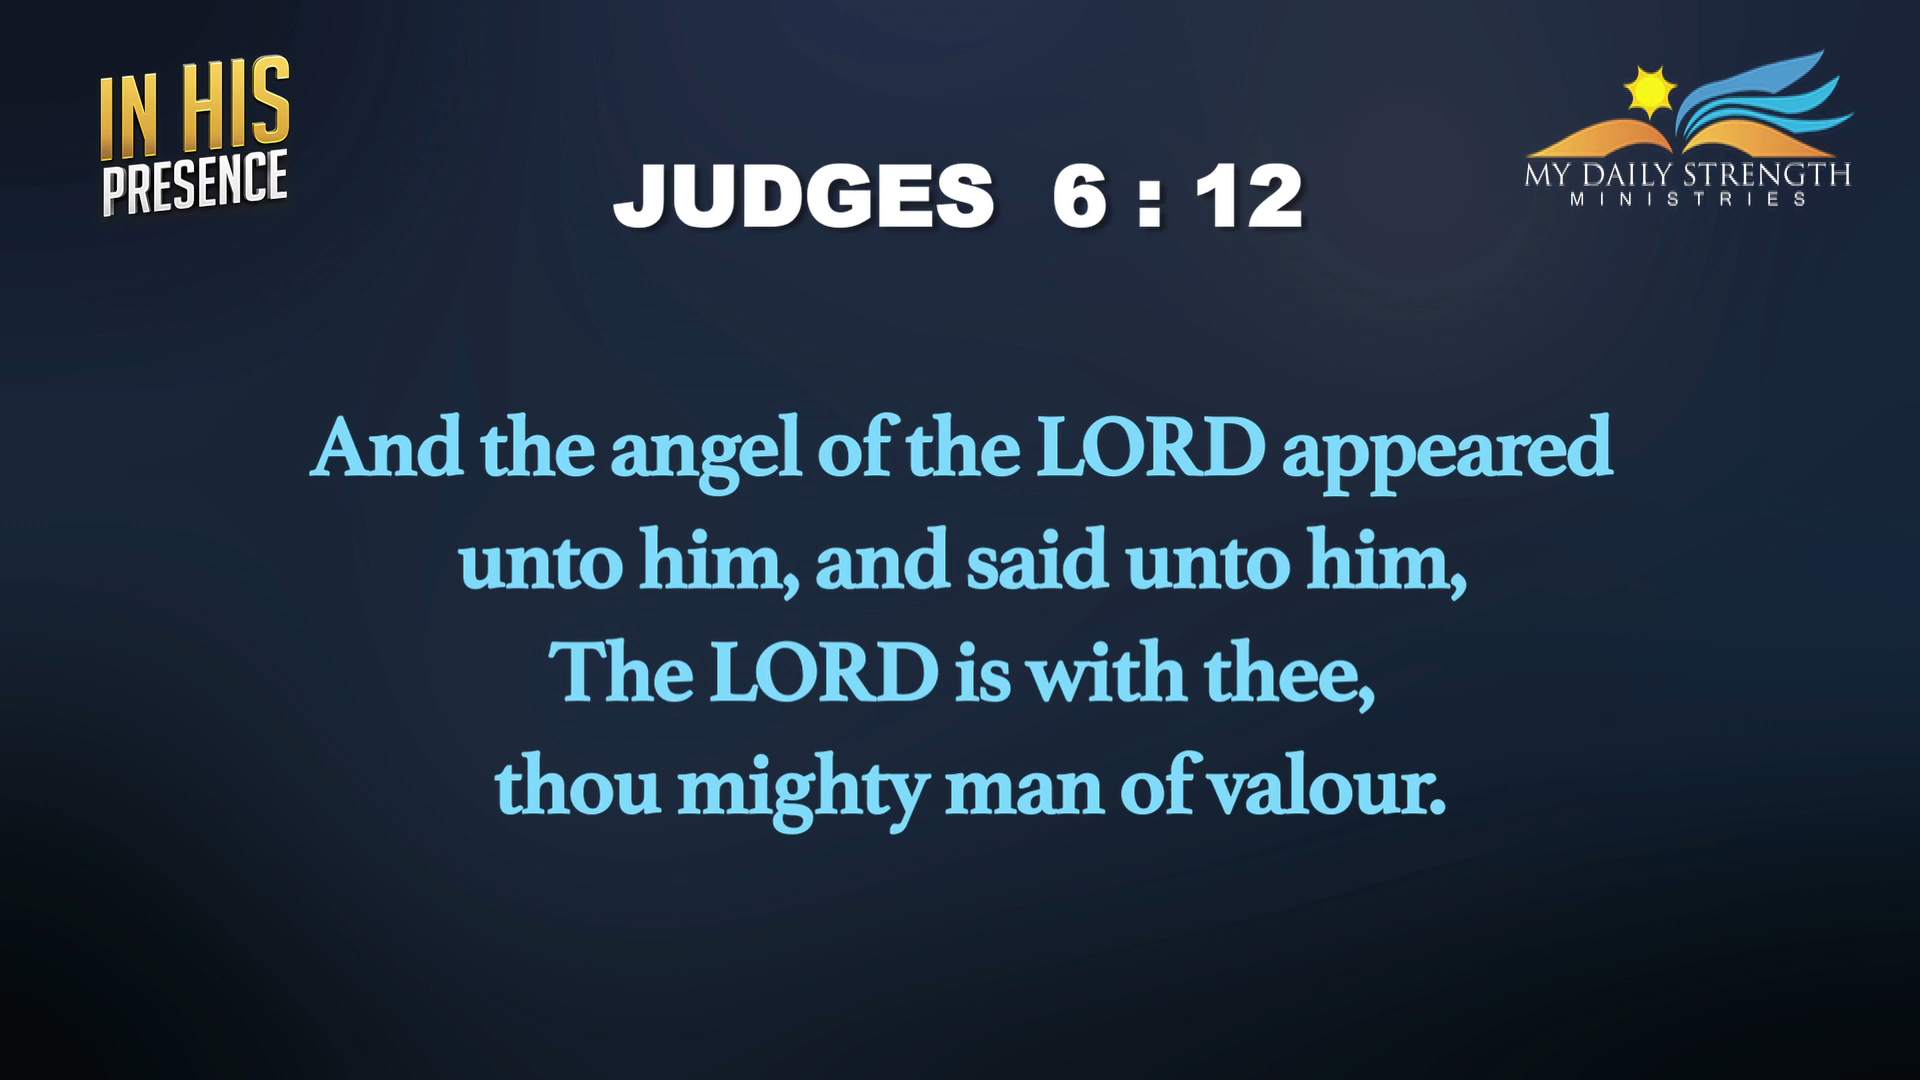 IN HIS
PRESENCE
MY DAILY STRENGTH
MINISTRIES
JUDGES 6 : 12
And the angel of the LORD appeared
unto him, and said unto him,
The LORD is with thee,
thou mighty man of valour.